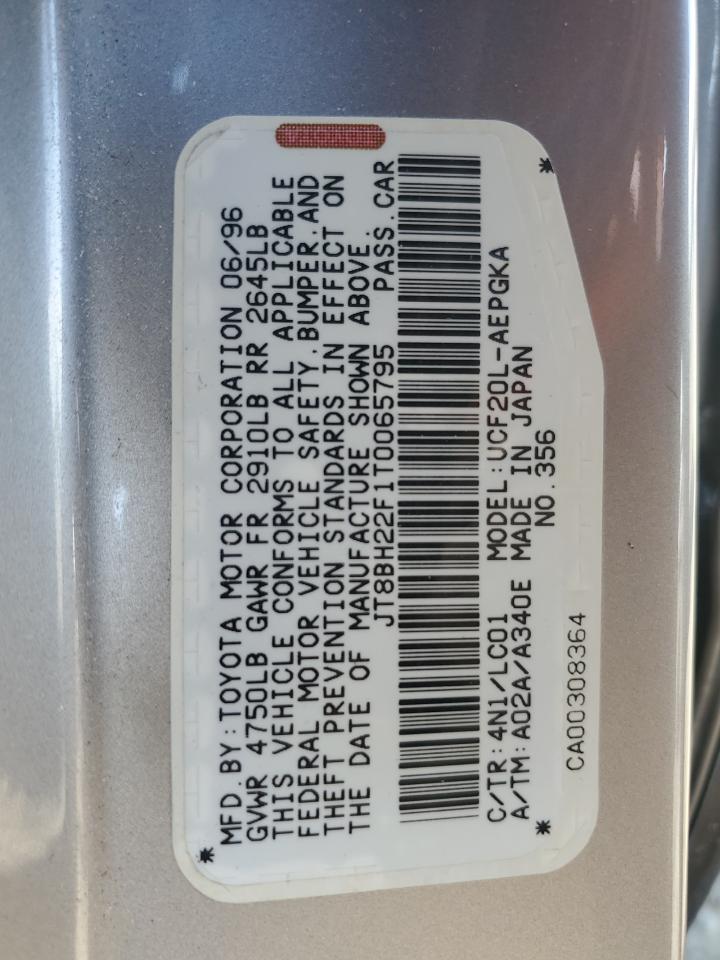 MFD. BY: TOYOTA MOTOR CORPORATION 06/96
GVWR 4750LB GAWR FR 2910LB RR 2645LB
THIS VEHICLE CONFORMS TO ALL APPLICABLE
FEDERAL MOTOR VEHICLE SAFETY, BUMPER, AND
THEFT PREVENTION STANDARDS IN EFFECT ON
THE DATE OF MANUFACTURE SHOWN ABOVE.
JT8BH22F1T0065795 PASS. CAR
C/TR: 4N1/LC01 MODEL: UCF20L-AEPGKA
A/TM: A02A/A340E MADE IN JAPAN
NO. 356
CA00308364